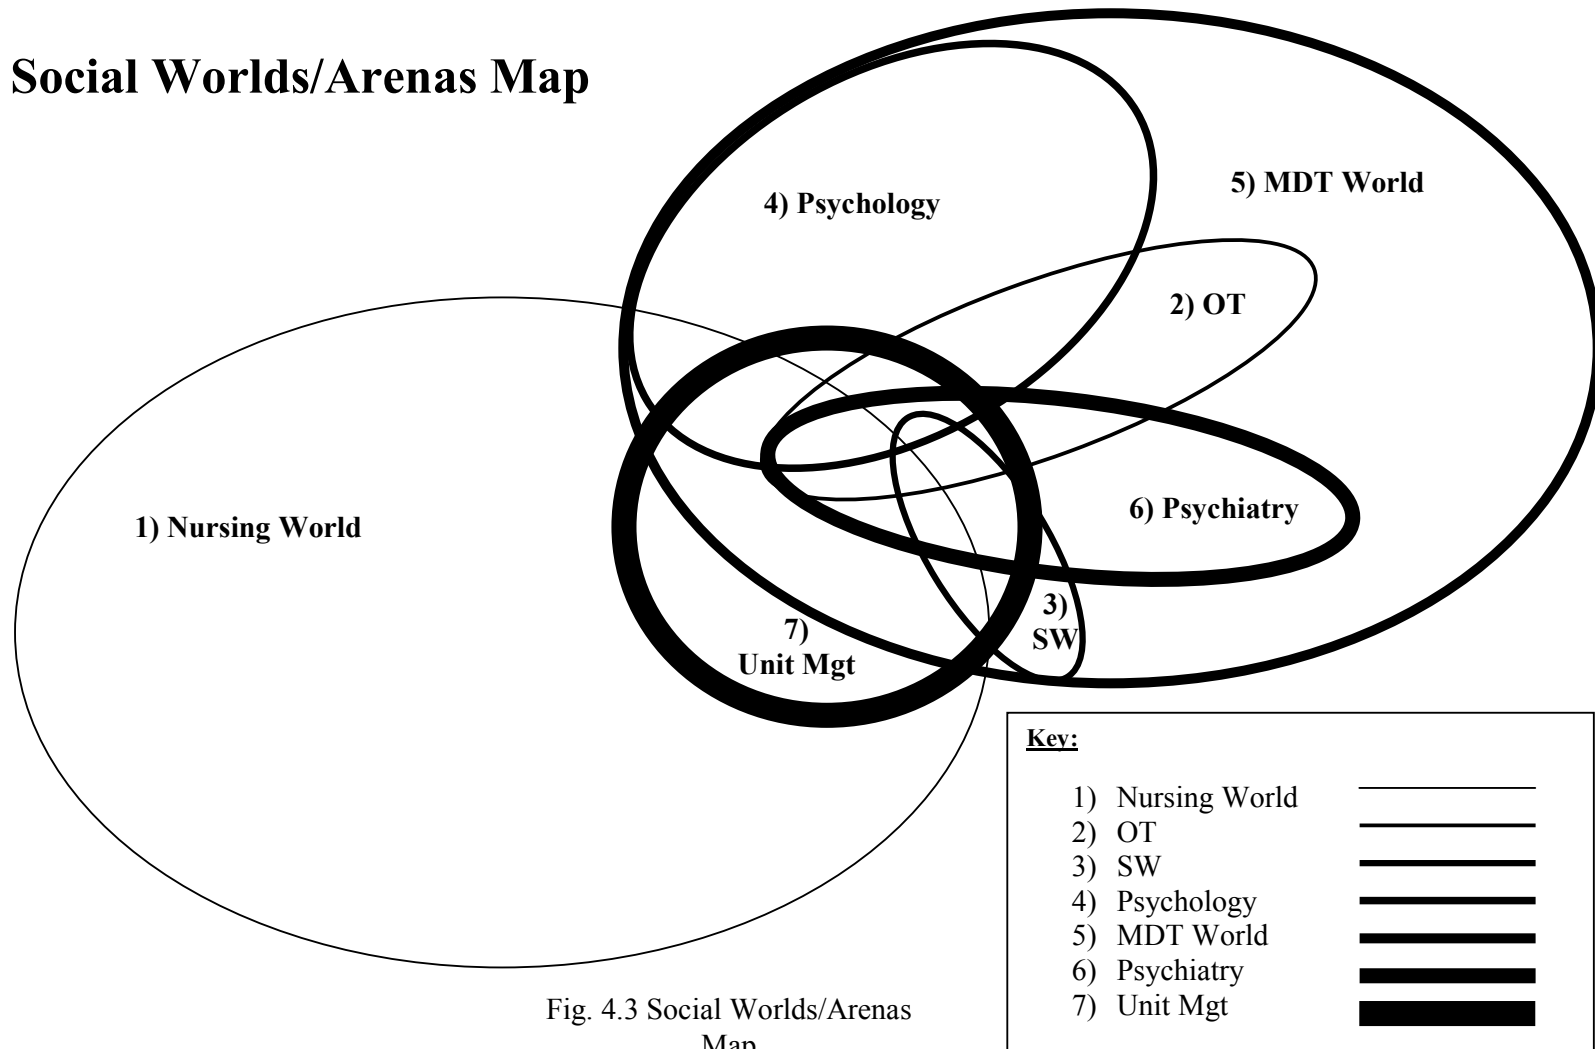 Social Worlds/Arenas Map
4) Psychology
5) MDT World
2) OT
1) Nursing World
6) Psychiatry
3)
SW
7)
Unit Mgt
Key:
1) Nursing World
2) OT
3) SW
4) Psychology
5) MDT World
6) Psychiatry
7) Unit Mgt
Fig. 4.3 Social Worlds/Arenas
Map